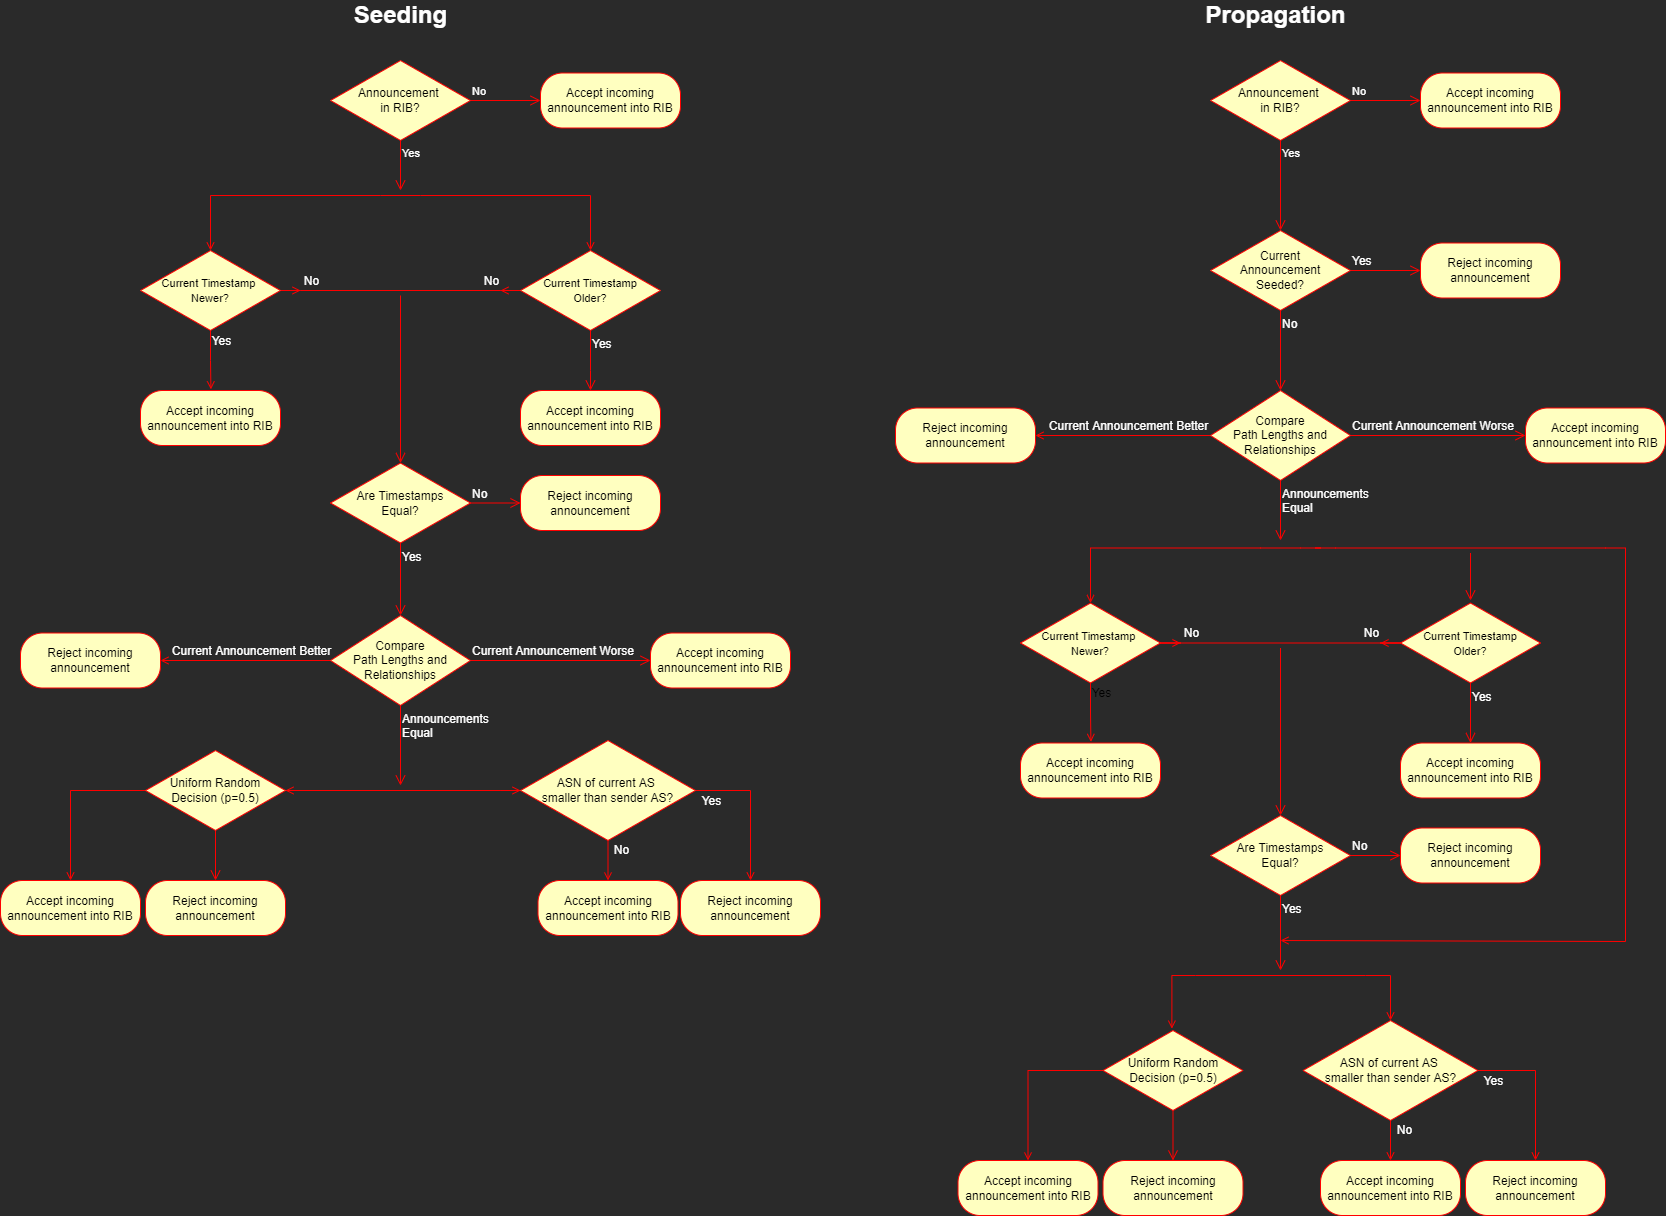 Seeding
Announcement
in RIB?
No
Accept incoming
announcement into RIB
Yes
Current Timestamp
Newer?
No
No
Current Timestamp
Older?
Yes
Yes
Accept incoming
announcement into RIB
Accept incoming
announcement into RIB
Are Timestamps
Equal?
No
Reject incoming
announcement
Yes
Reject incoming
announcement
Current Announcement Better
Compare
Path Lengths and
Relationships
Current Announcement Worse
Accept incoming
announcement into RIB
Announcements
Equal
Uniform Random
Decision (p=0.5)
ASN of current AS
smaller than sender AS?
Yes
No
Accept incoming
announcement into RIB
Reject incoming
announcement
Accept incoming
announcement into RIB
Reject incoming
announcement
Propagation
Announcement
in RIB?
No
Accept incoming
announcement into RIB
Yes
Current
Announcement
Seeded?
Yes
Reject incoming
announcement
No
Reject incoming
announcement
Current Announcement Better
Compare
Path Lengths and
Relationships
Current Announcement Worse
Accept incoming
announcement into RIB
Announcements
Equal
Current Timestamp
Newer?
No
No
Current Timestamp
Older?
Yes
Yes
Accept incoming
announcement into RIB
Accept incoming
announcement into RIB
Are Timestamps
Equal?
No
Reject incoming
announcement
Yes
Uniform Random
Decision (p=0.5)
ASN of current AS
smaller than sender AS?
Yes
No
Accept incoming
announcement into RIB
Reject incoming
announcement
Accept incoming
announcement into RIB
Reject incoming
announcement